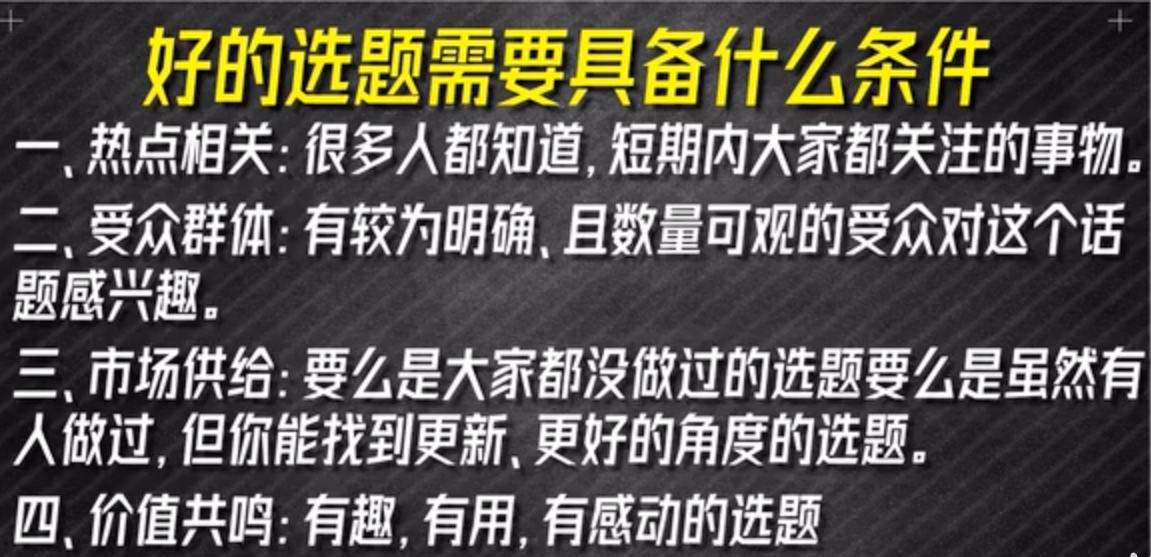 好的选题需要具备什么条件
一、热点相关:很多人都知道,短期内大家都关注的事物。
二、受众群体:有较为明确、且数量可观的受众对这个话
题感兴趣。
三、市场供给:要么是大家都没做过的选题要么是虽然有
人做过,但你能找到更新、更好的角度的选题。
四、价值共鸣:有趣,有用,有感动的选题